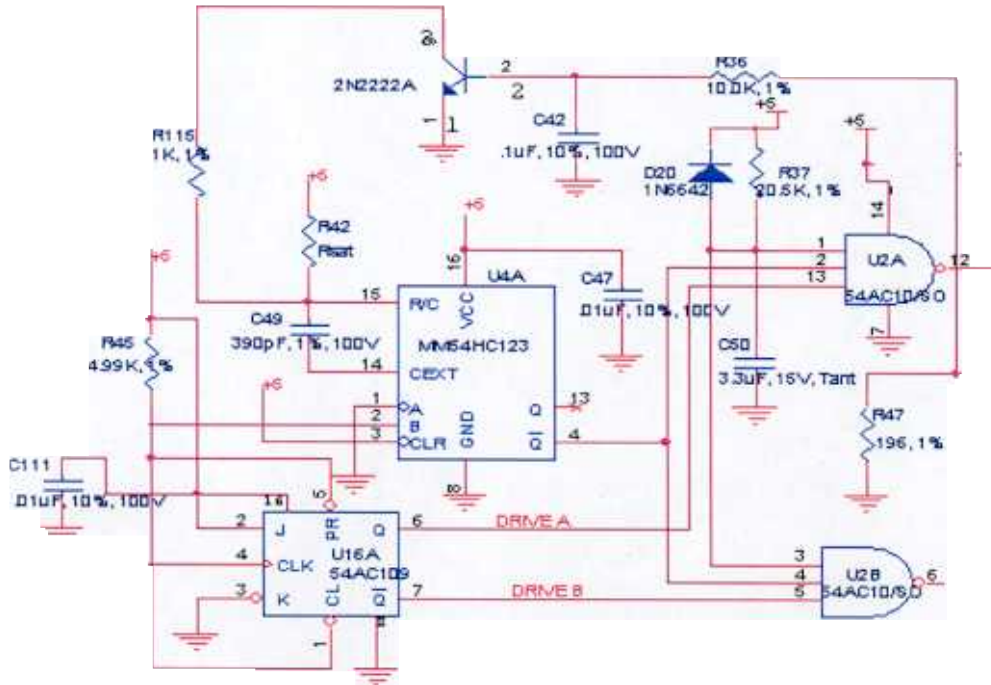 3
2N2222A
2
2
1
1
R36
10.0K, 1%
C42
.1uF, 10%, 100V
+5
+5
D20
1N6642
R37
20.5K, 1%
R115
1K, 1%
+5
R42
Rsat
+5
+5
14
1
2
13
U2A
12
54AC10/SO
7
16
U4A
C47
.01uF, 10%, 100V
15
R/C
VCC
C49
390pF, 1%, 100V
MM54HC123
14
CEXT
R45
4.99K, 1%
+5
C50
3.3uF, 15V, Tant
1
A
2
B
3
CLR
GND
Q
13
Q
4
8
R47
196, 1%
C111
.01uF, 10%, 100V
16
5
2
J
PR
Q
6
DRIVE A
U16A
4
CLK
54AC109
3
K
CL
Q
7
DRIVE B
1
3
4
5
U2B
6
54AC10/SO